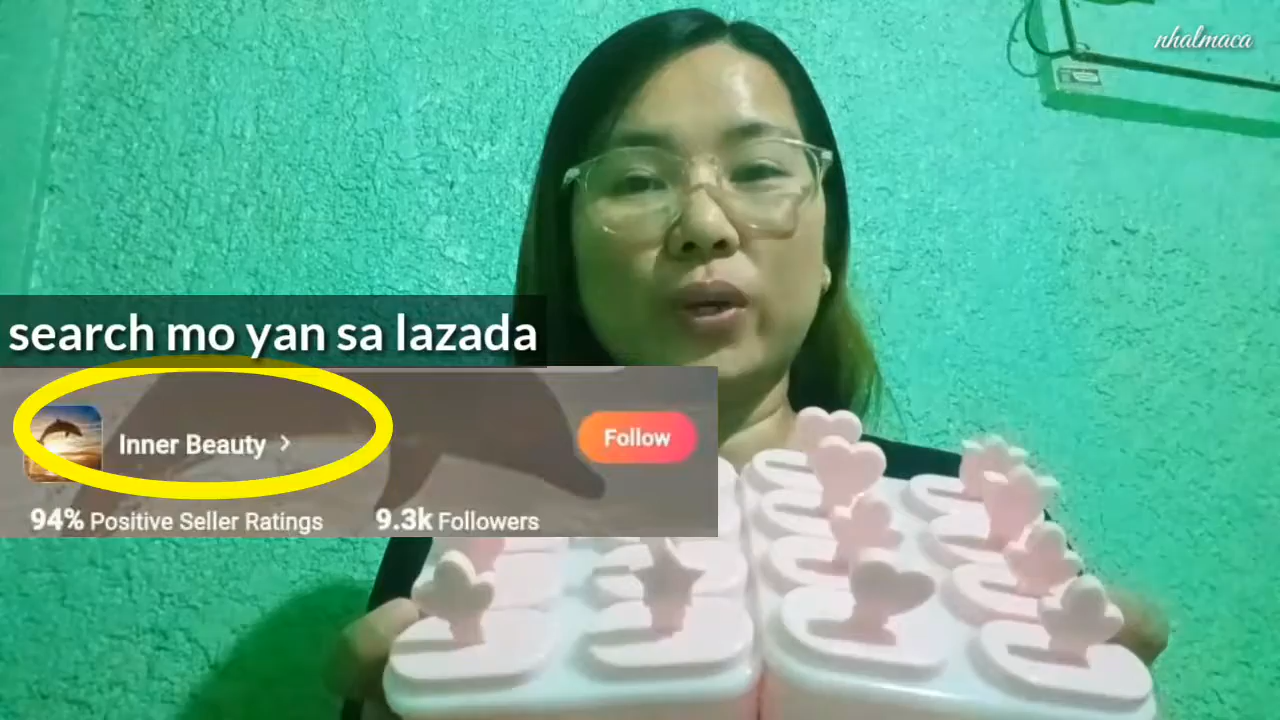 nhalmaca
search mo yan sa lazada
Inner Beauty >
Follow
94% Positive Seller Ratings 9.3k Followers